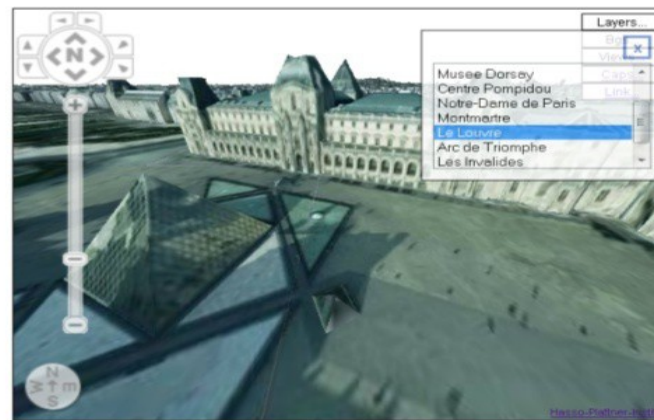 Layers...
x
Musee Dorsay
Centre Pompidou
Notre-Dame de Paris
Montmartre
Le Louvre
Arc de Triomphe
Les Invalides
N
N
S
Hasso-Plattner-